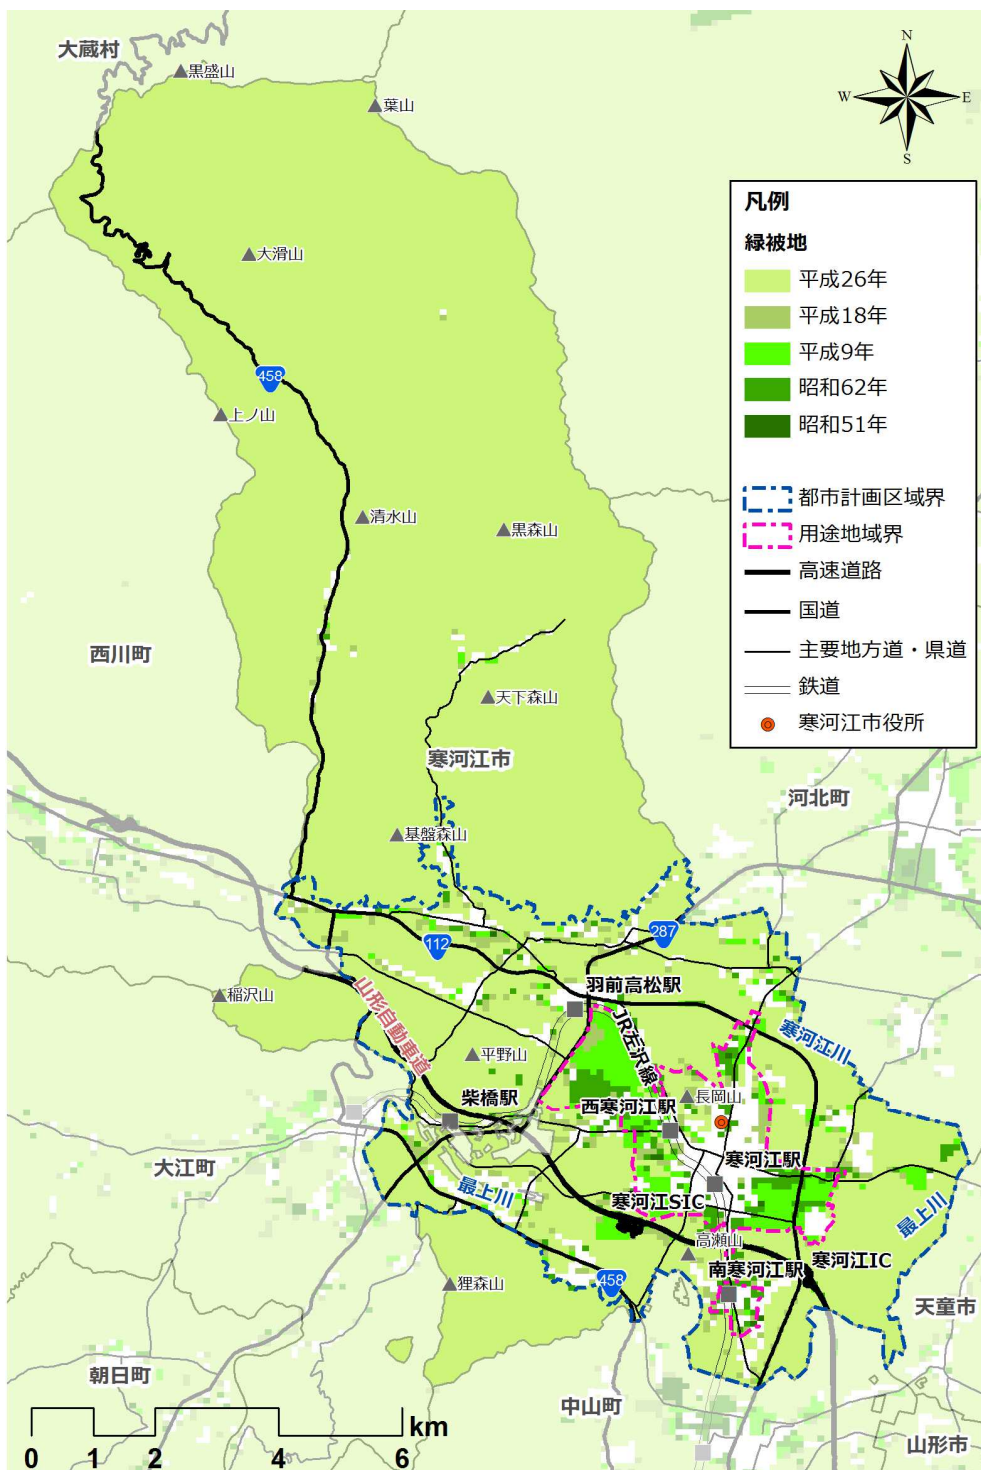 大蔵村
黒盛山
葉山
N
W
E
S
凡例
緑被地
平成26年
平成18年
平成9年
昭和62年
昭和51年
都市計画区域界
用途地域界
高速道路
国道
主要地方道・県道
鉄道
寒河江市役所
大滑山
458
上ノ山
清水山
黒森山
西川町
天下森山
寒河江市
河北町
基盤森山
112
287
羽前高松駅
稲沢山
山形自動車道
JR左沢線
寒河江川
平野山
柴橋駅
長岡山
西寒河江駅
寒河江駅
大江町
最上川
寒河江SIC
最上川
高瀬山
南寒河江駅
寒河江IC
狸森山
458
天童市
朝日町
中山町
山形市
km
0
1
2
4
6